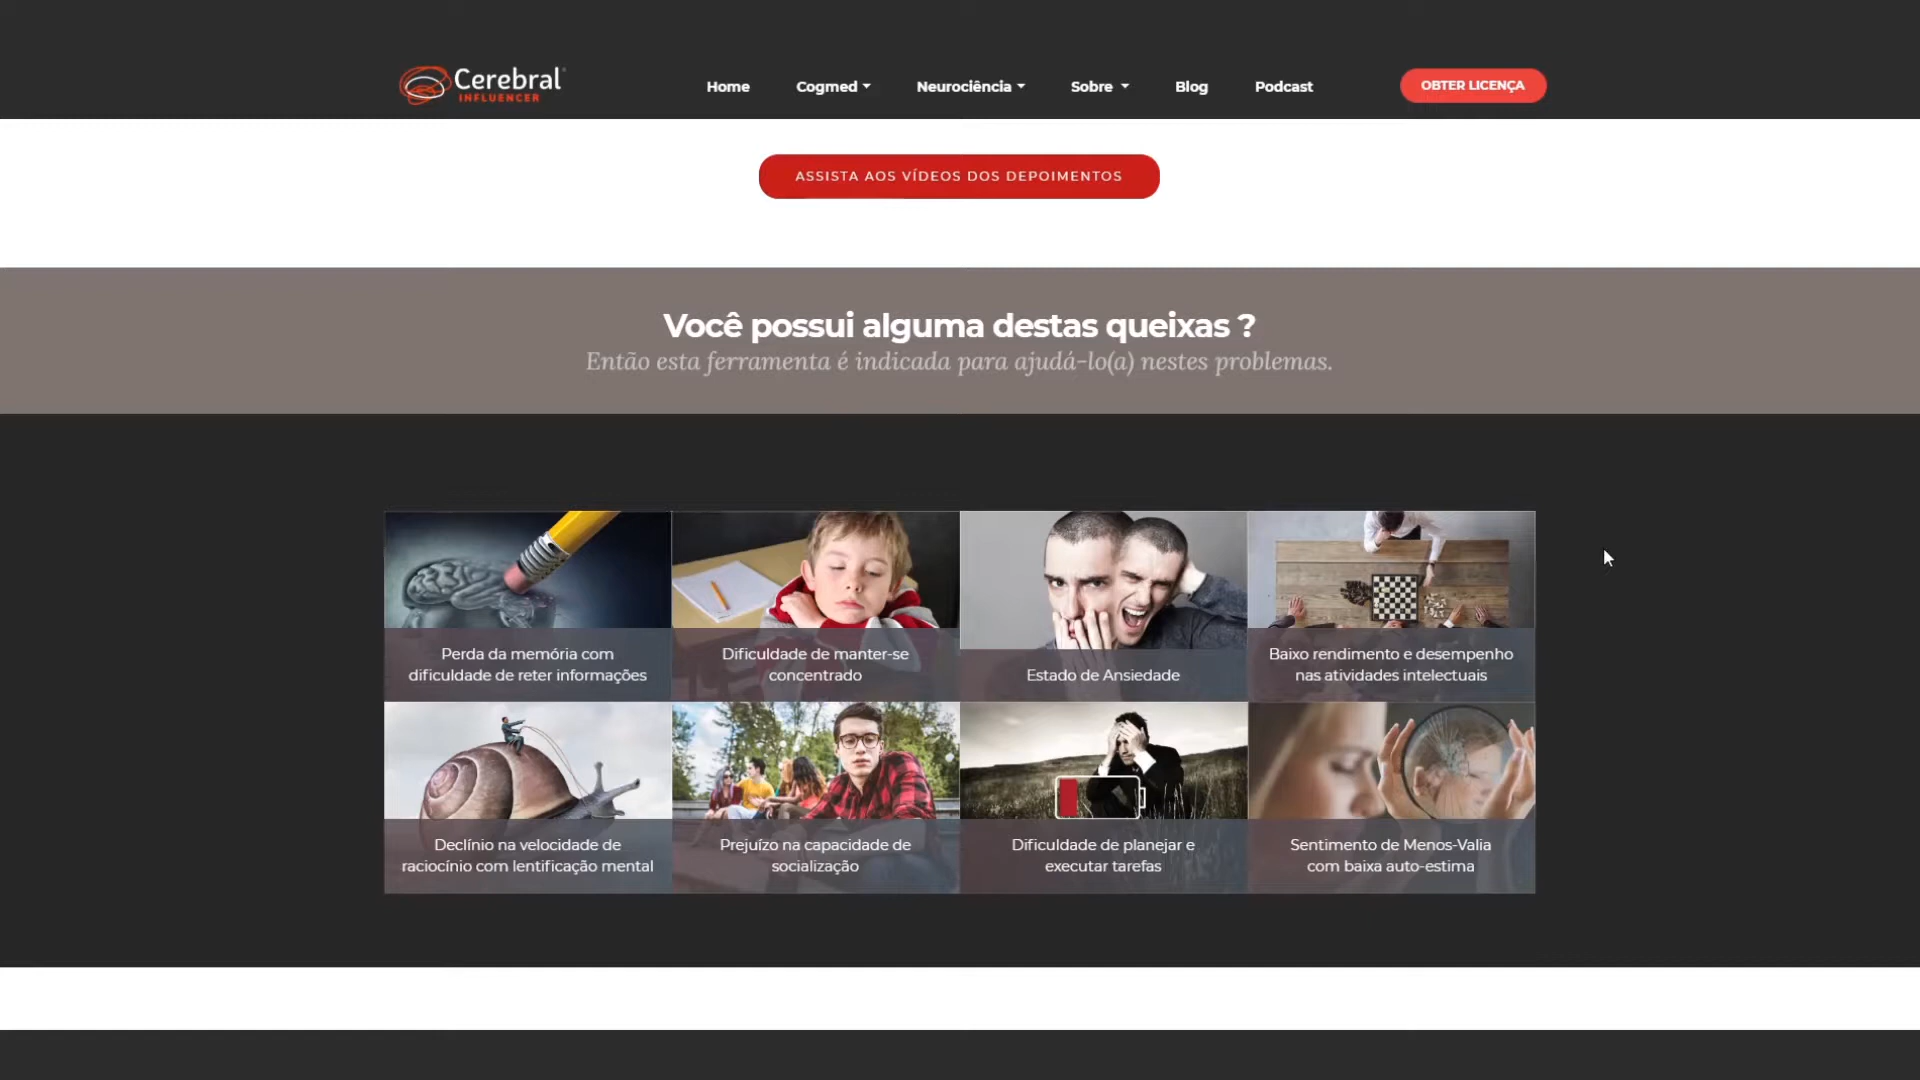 Cerebral
INFLUENCER
Home
Cogmed
Neurociência
Sobre
Blog
Podcast
OBTER LICENÇA
ASSISTA AOS VÍDEOS DOS DEPOIMENTOS
Você possui alguma destas queixas ?
Então esta ferramenta é indicada para ajudá-lo(a) nestes problemas.
Perda da memória com
dificuldade de reter informações
Dificuldade de manter-se
concentrado
Estado de Ansiedade
Baixo rendimento e desempenho
nas atividades intelectuais
Declínio na velocidade de
raciocínio com lentificação mental
Prejuízo na capacidade de
socialização
Dificuldade de planejar e
executar tarefas
Sentimento de Menos-Valia
com baixa auto-estima